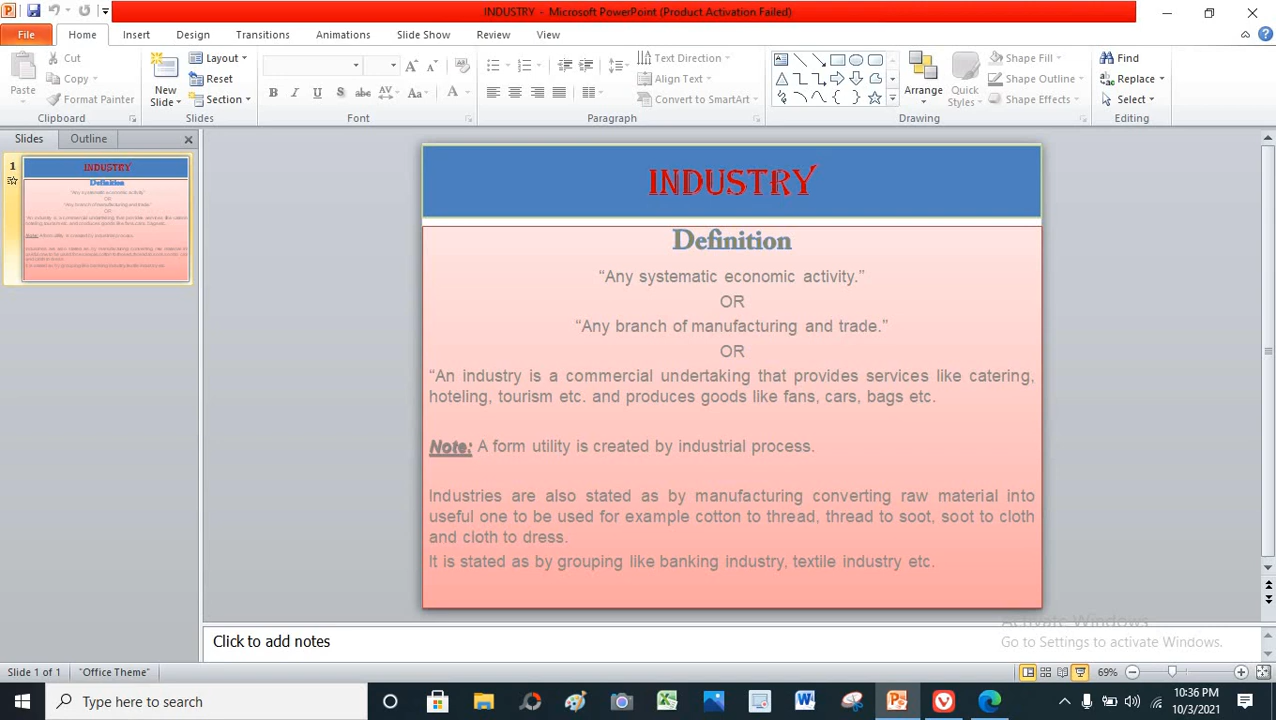 INDUSTRY - Microsoft PowerPoint (Product Activation Failed)
File Home Insert Design Transitions Animations Slide Show Review View
Paste Cut Copy Format Painter
Clipboard
New Slide Layout Reset Section
Slides
B I U S abc AV Aa A
Font
Text Direction Align Text Convert to SmartArt
Paragraph
Arrange Quick Styles Shape Fill Shape Outline Shape Effects
Drawing
Find Replace Select
Editing
Slides Outline
1
INDUSTRY
Definition
“Any systematic economic activity.”
OR
“Any branch of manufacturing and trade.”
OR
“An industry is a commercial undertaking that provides services like catering,
hoteling, tourism etc. and produces goods like fans, cars, bags etc.
Note: A form utility is created by industrial process.
Industries are also stated as by manufacturing converting raw material into
useful one to be used for example cotton to thread, thread to soot, soot to cloth
and cloth to dress.
It is stated as by grouping like banking industry, textile industry etc.
Activate Windows
Go to Settings to activate Windows.
Click to add notes
Slide 1 of 1 "Office Theme" 69%
Type here to search
10:36 PM
10/3/2021